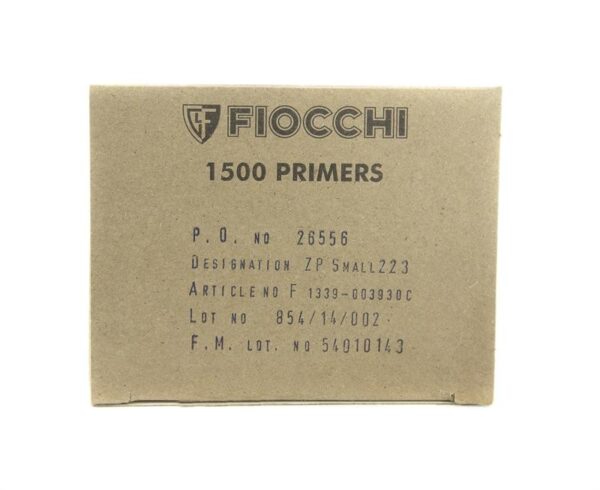 LF FIOCCHI
1500 PRIMERS
P. O. NO 26556
DESIGNATION ZP SMALL223
ARTICLE NO F 1339-003930C
LOT NO 854/14/002
F.M. LOT. NO 54010143